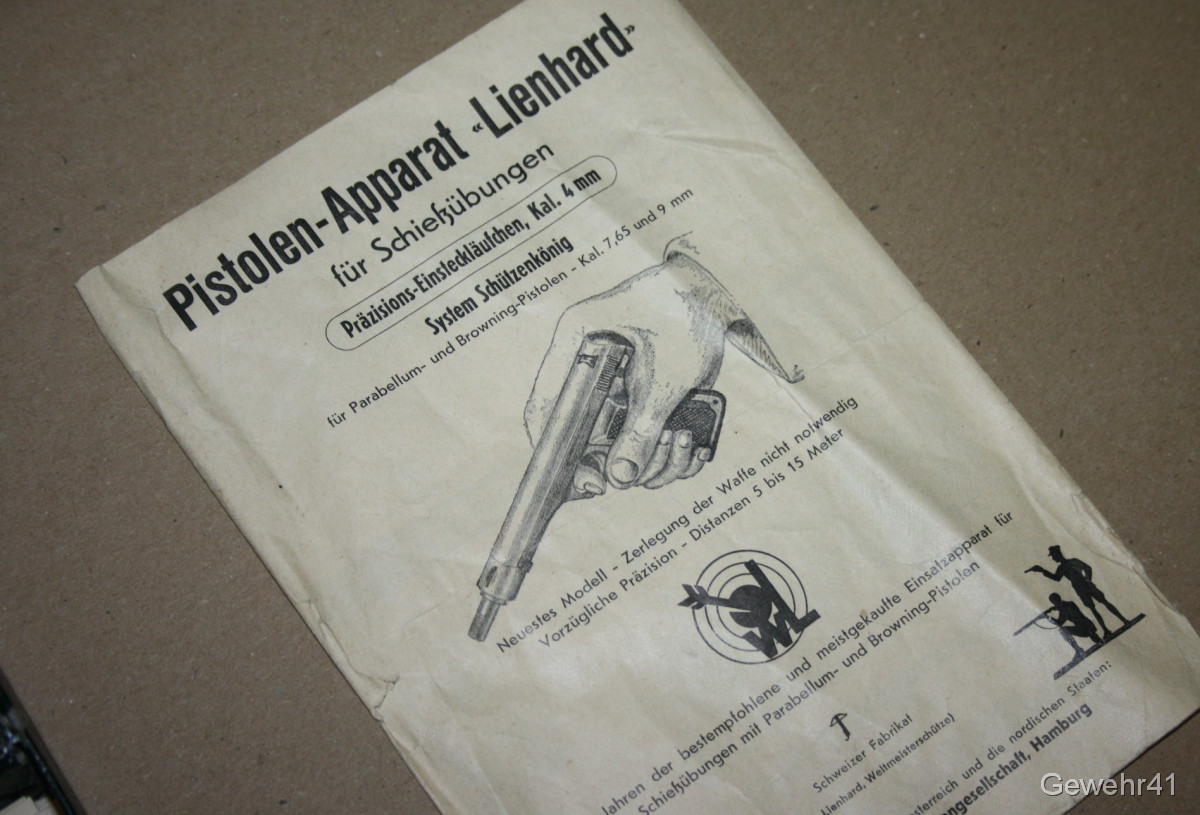 Pistolen-Apparat «Lienhard»
für Schießübungen
Präzisions-Einstecklläufchen, Kal. 4 mm
System Schützenkönig
für Parabellum- und Browning-Pistolen - Kal. 7,65 und 9 mm
Neuestes Modell - Zerlegung der Waffe nicht notwendig
Vorzügliche Präzision - Distanzen 5 bis 15 Meter
WL
Jahren der bestempfohlene und meistgekaufte Einsatzapparat für
Schießübungen mit Parabellum- und Browning-Pistolen
Schweizer Fabrikat
Lienhard, Weltmeisterschütze)
und die nordischen Staaten:
Hamburg
Gewehr41